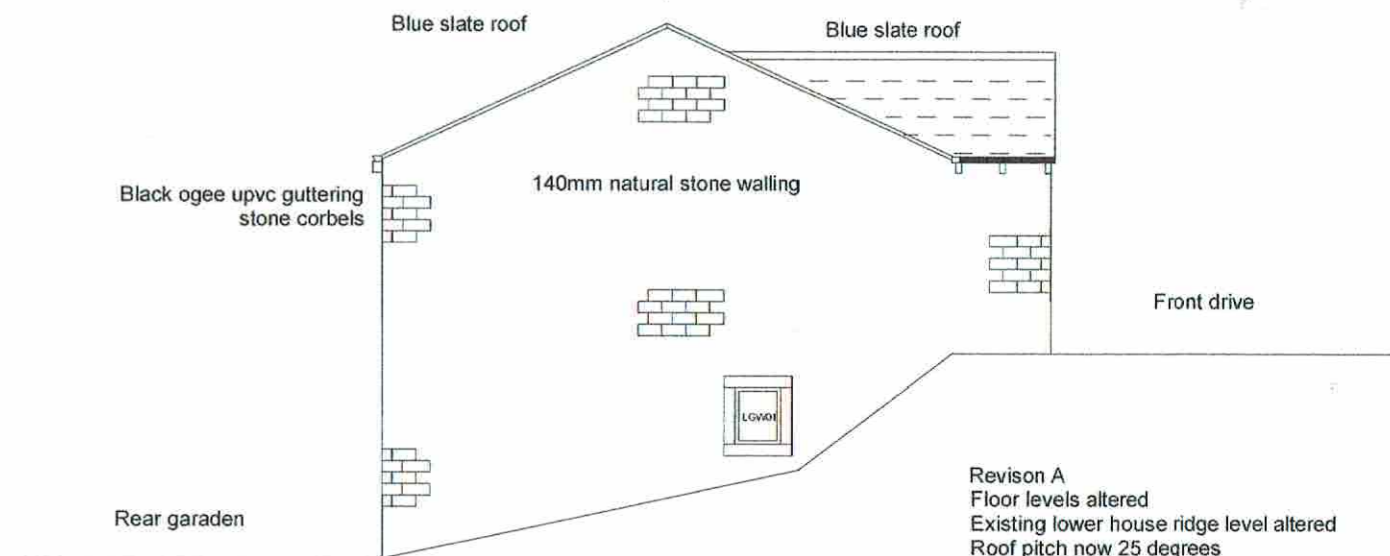 Blue slate roof
Blue slate roof
140mm natural stone walling
Black ogee upvc guttering
stone corbels
Front drive
LGW01
Rear garaden
Revison A
Floor levels altered
Existing lower house ridge level altered
Roof pitch now 25 degrees